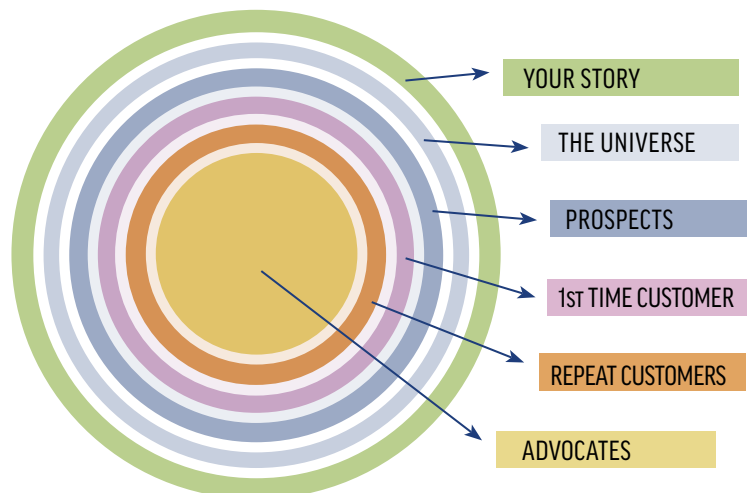 YOUR STORY
THE UNIVERSE
PROSPECTS
1ST TIME CUSTOMER
REPEAT CUSTOMERS
ADVOCATES